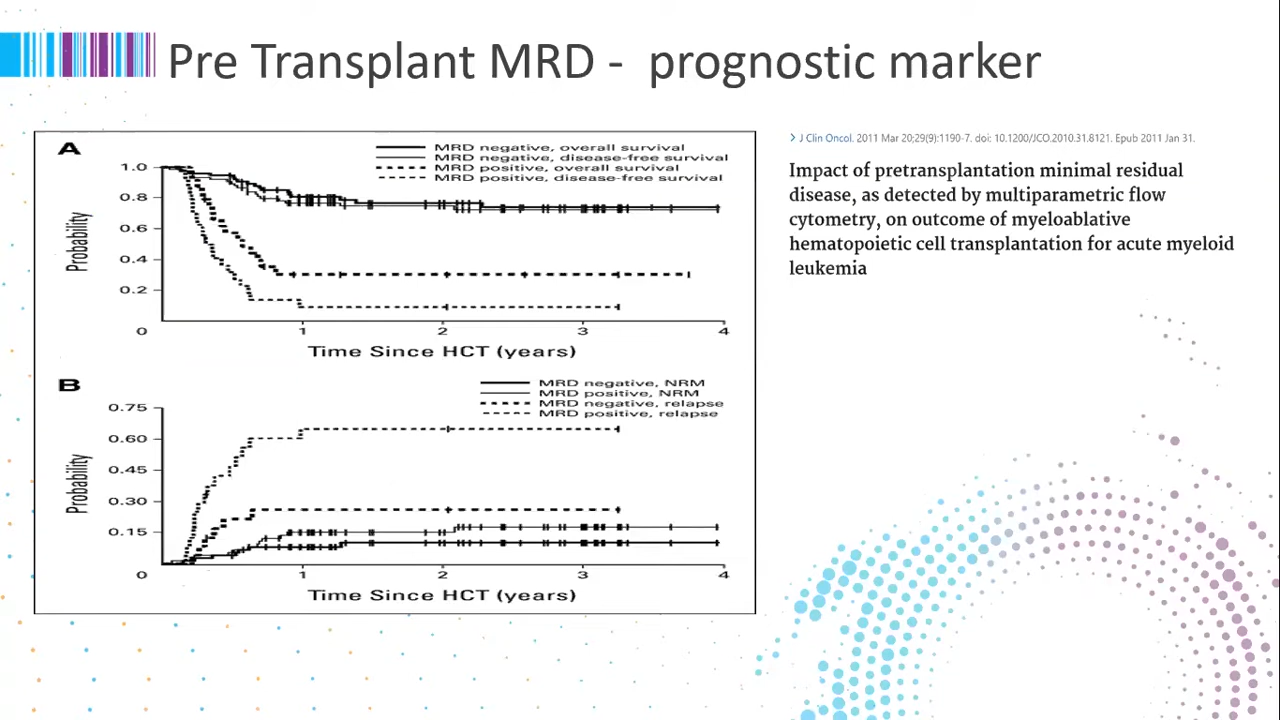 Pre Transplant MRD - prognostic marker
A
MRD negative, overall survival
MRD negative, disease-free survival
MRD positive, overall survival
MRD positive, disease-free survival
1.0
0.8
0.6
0.4
0.2
0
Probability
1
2
3
4
Time Since HCT (years)
B
MRD negative, NRM
MRD positive, NRM
MRD negative, relapse
MRD positive, relapse
0.75
0.60
0.45
0.30
0.15
0
Probability
1
2
3
4
Time Since HCT (years)
> J Clin Oncol. 2011 Mar 20;29(9):1190-7. doi: 10.1200/JCO.2010.31.8121. Epub 2011 Jan 31.
Impact of pretransplantation minimal residual
disease, as detected by multiparametric flow
cytometry, on outcome of myeloablative
hematopoietic cell transplantation for acute myeloid
leukemia